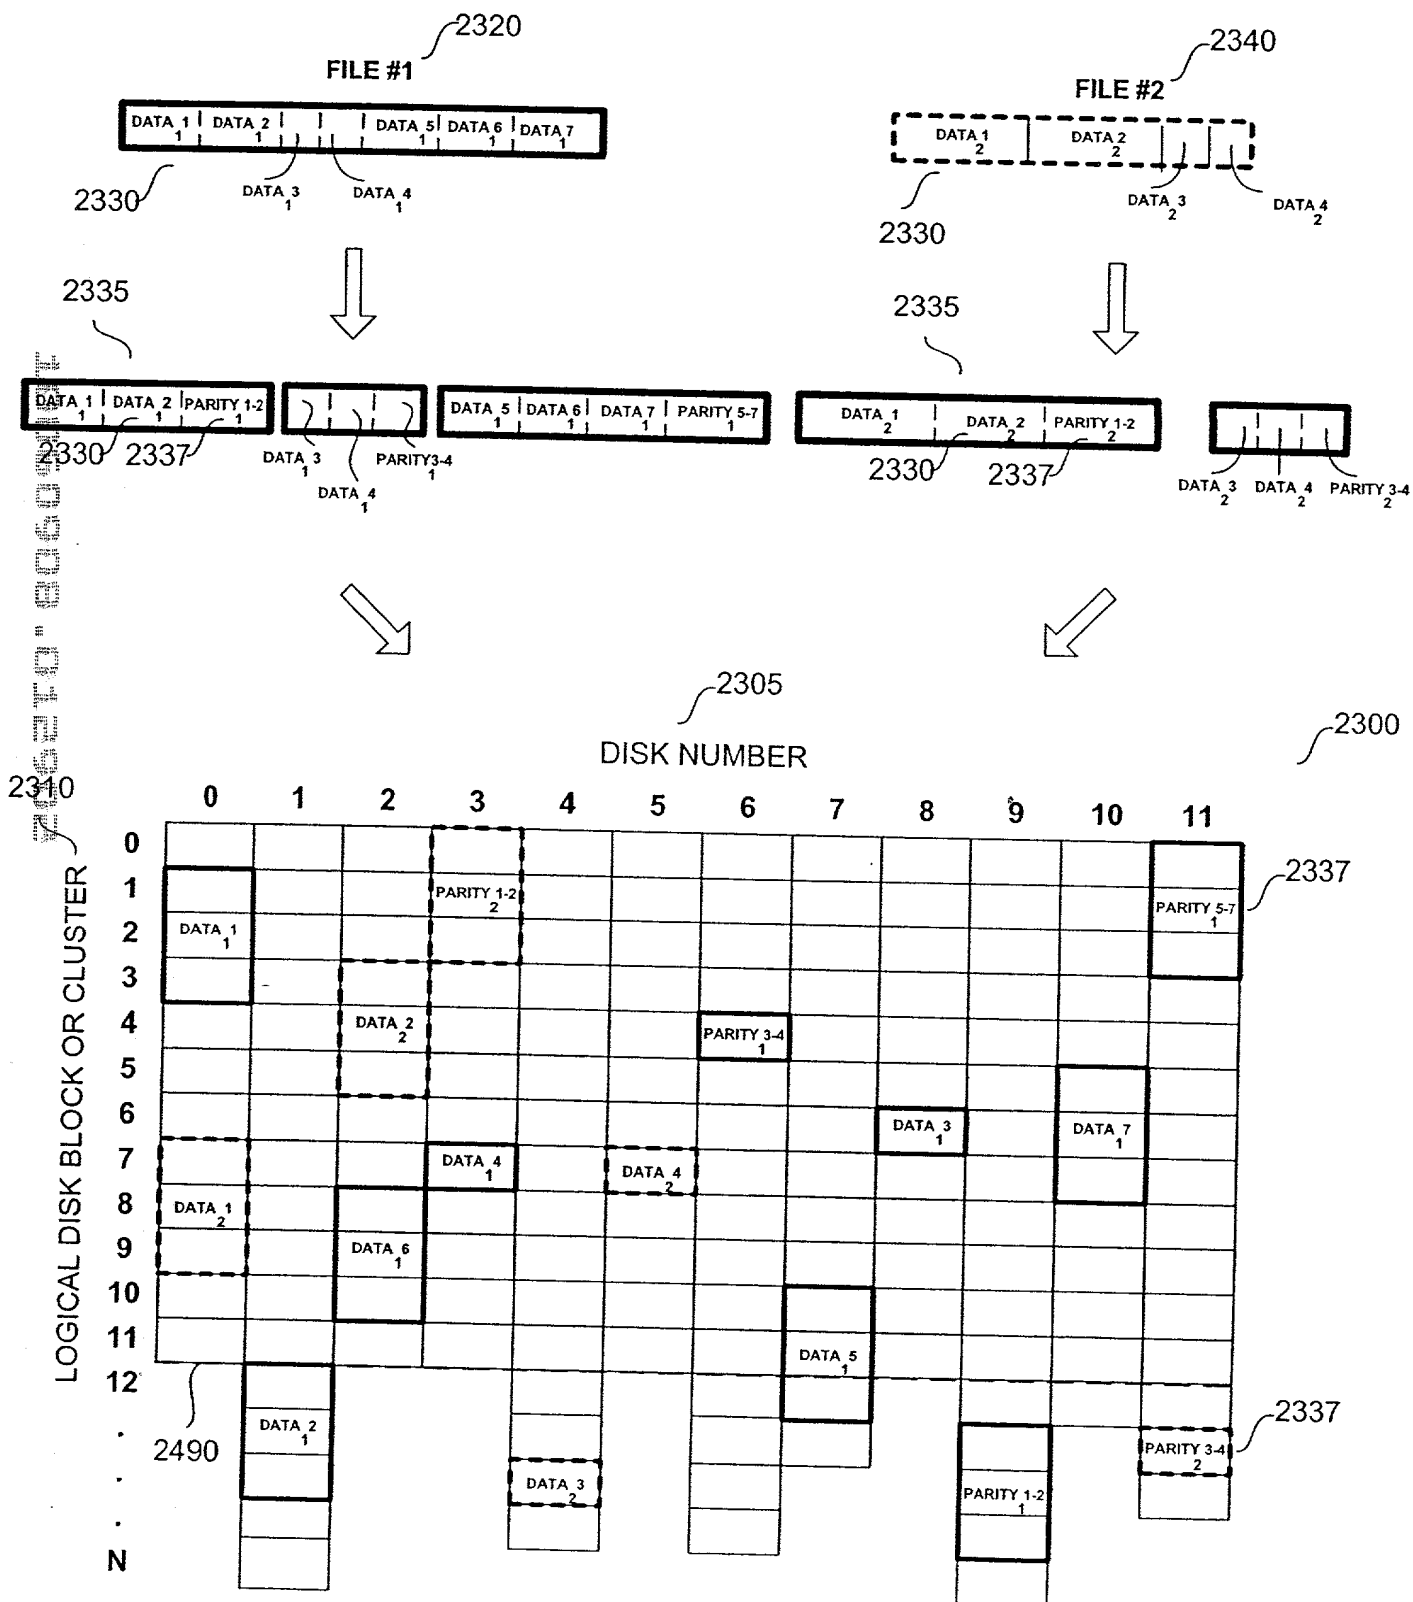 2320
2340
FILE #1
FILE #2
DATA 1 1 DATA 2 1 DATA 5 1 DATA 6 1 DATA 7 1
DATA 1 2 DATA 2 2
2330 DATA 3 1 DATA 4 1
2330 DATA 3 2 DATA 4 2
2335
2335
DATA 1 1 DATA 2 1 PARITY 1-2 1
DATA 5 1 DATA 6 1 DATA 7 1 PARITY 5-7 1
DATA 1 2 DATA 2 2 PARITY 1-2 2
2330 2337 DATA 3 1 DATA 4 1 PARITY 3-4 1
2330 2337 DATA 3 2 DATA 4 2 PARITY 3-4 2
2305
2300
DISK NUMBER
2310
0 1 2 3 4 5 6 7 8 9 10 11
LOGICAL DISK BLOCK OR CLUSTER
0
1 PARITY 1-2 2 PARITY 5-7 1 2337
2 DATA 1 1
3
4 DATA 2 2 PARITY 3-4 1
5
6 DATA 3 1 DATA 7 1
7 DATA 4 1 DATA 4 2
8 DATA 1 2
9 DATA 6 1
10
11 DATA 5 1
12
. DATA 2 1 2490 PARITY 3-4 2 2337
. DATA 3 2 PARITY 1-2 1
.
N